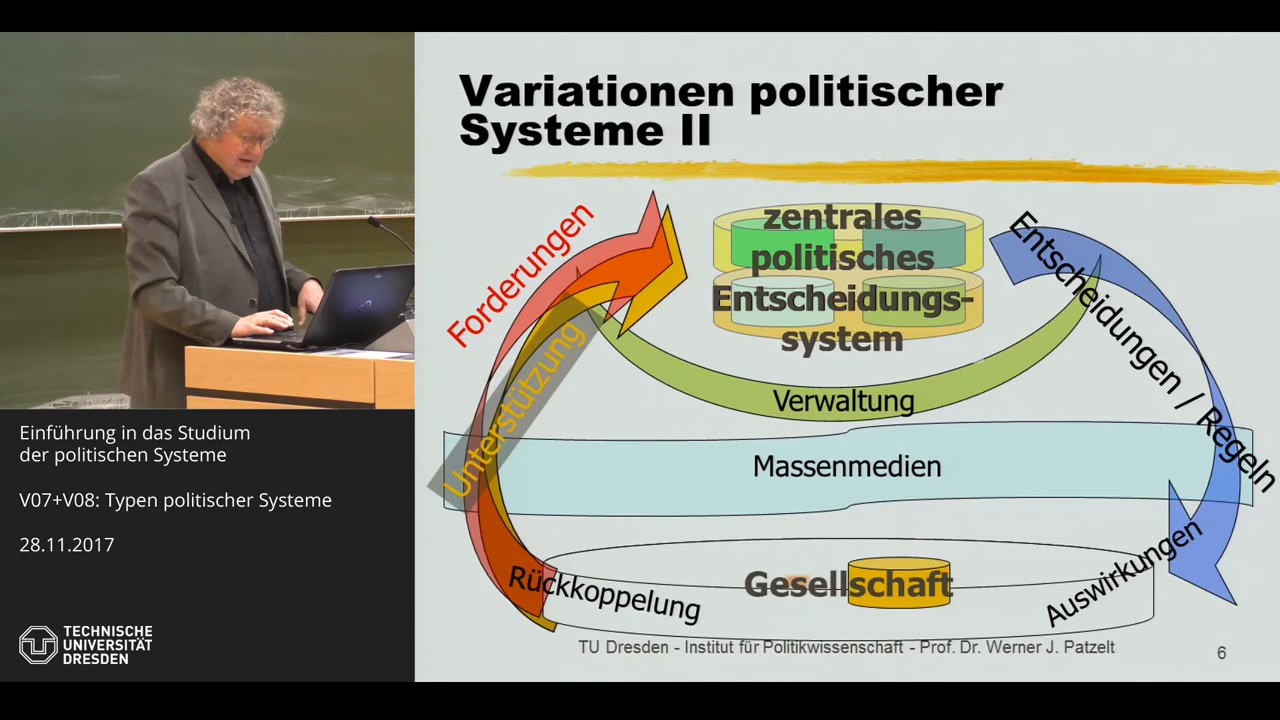 Variationen politischer
Systeme II
Forderungen
Unterstützung
zentrales
politisches
Entscheidungs-
system
Entscheidungen / Regeln
Verwaltung
Massenmedien
Rückkoppelung
Gesellschaft
Auswirkungen
TU Dresden - Institut für Politikwissenschaft - Prof. Dr. Werner J. Patzelt
6
Einführung in das Studium
der politischen Systeme
V07+V08: Typen politischer Systeme
28.11.2017
TECHNISCHE
UNIVERSITÄT
DRESDEN